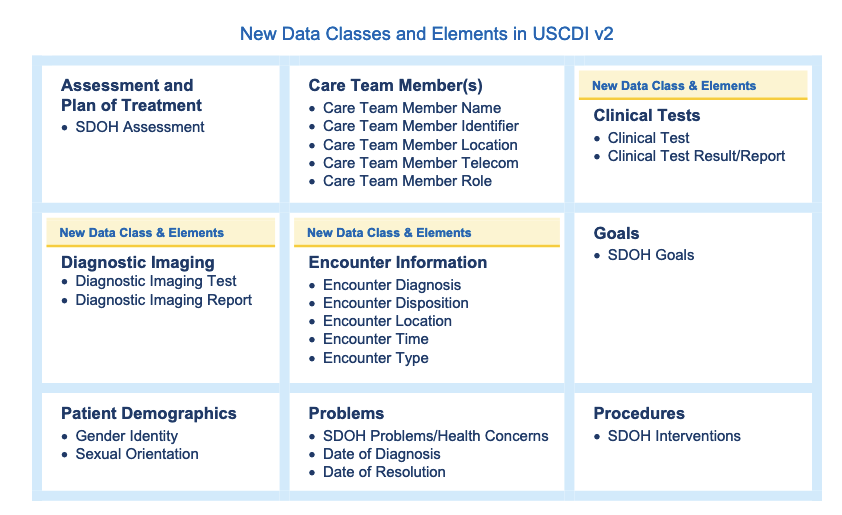 New Data Classes and Elements in USCDI v2
Assessment and
Plan of Treatment
• SDOH Assessment
Care Team Member(s)
• Care Team Member Name
• Care Team Member Identifier
• Care Team Member Location
• Care Team Member Telecom
• Care Team Member Role
New Data Class & Elements
Clinical Tests
• Clinical Test
• Clinical Test Result/Report
New Data Class & Elements
Diagnostic Imaging
• Diagnostic Imaging Test
• Diagnostic Imaging Report
New Data Class & Elements
Encounter Information
• Encounter Diagnosis
• Encounter Disposition
• Encounter Location
• Encounter Time
• Encounter Type
Goals
• SDOH Goals
Patient Demographics
• Gender Identity
• Sexual Orientation
Problems
• SDOH Problems/Health Concerns
• Date of Diagnosis
• Date of Resolution
Procedures
• SDOH Interventions